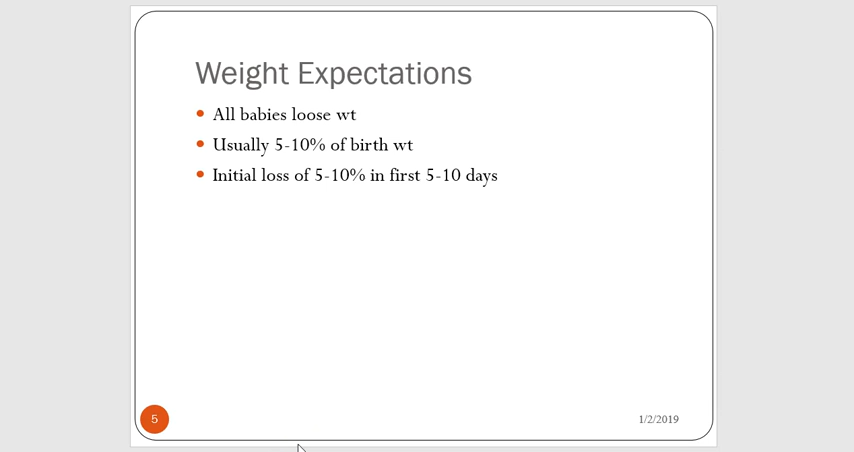 Weight Expectations
All babies loose wt
Usually 5-10% of birth wt
Initial loss of 5-10% in first 5-10 days
5
1/2/2019